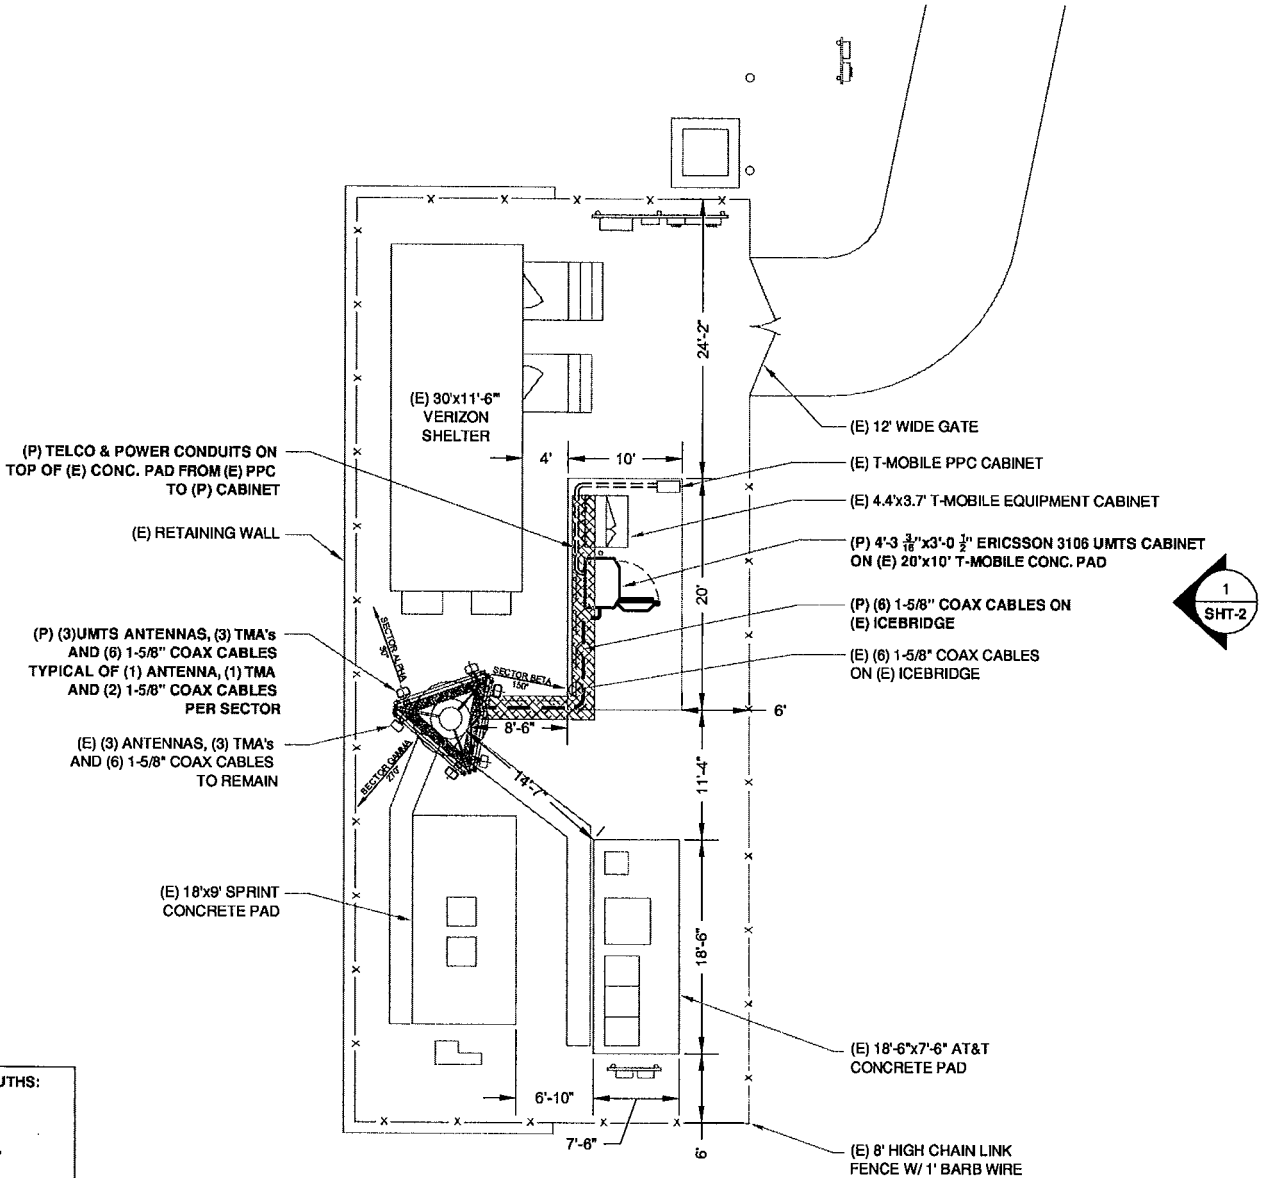 24'-2"
(E) 30'x11'-6"
VERIZON
SHELTER
(E) 12' WIDE GATE
(P) TELCO & POWER CONDUITS ON
TOP OF (E) CONC. PAD FROM (E) PPC
TO (P) CABINET
4'
10'
(E) T-MOBILE PPC CABINET
(E) 4.4'x3.7' T-MOBILE EQUIPMENT CABINET
(E) RETAINING WALL
(P) 4'-3 3/16"x3'-0 1/2" ERICSSON 3106 UMTS CABINET
ON (E) 20'x10' T-MOBILE CONC. PAD
20'
1
SHT-2
(P) (6) 1-5/8" COAX CABLES ON
(E) ICEBRIDGE
(P) (3)UMTS ANTENNAS, (3) TMA's
AND (6) 1-5/8" COAX CABLES
TYPICAL OF (1) ANTENNA, (1) TMA
AND (2) 1-5/8" COAX CABLES
PER SECTOR
SECTOR ALPHA
30°
SECTOR BETA
150°
(E) (6) 1-5/8" COAX CABLES
ON (E) ICEBRIDGE
6'
8'-6"
(E) (3) ANTENNAS, (3) TMA's
AND (6) 1-5/8" COAX CABLES
TO REMAIN
SECTOR GAMMA
270°
14'-7"
11'-4"
(E) 18'x9' SPRINT
CONCRETE PAD
18'-6"
(E) 18'-6"x7'-6" AT&T
CONCRETE PAD
UTHS:
6'-10"
7'-6"
6'
(E) 8' HIGH CHAIN LINK
FENCE W/ 1' BARB WIRE